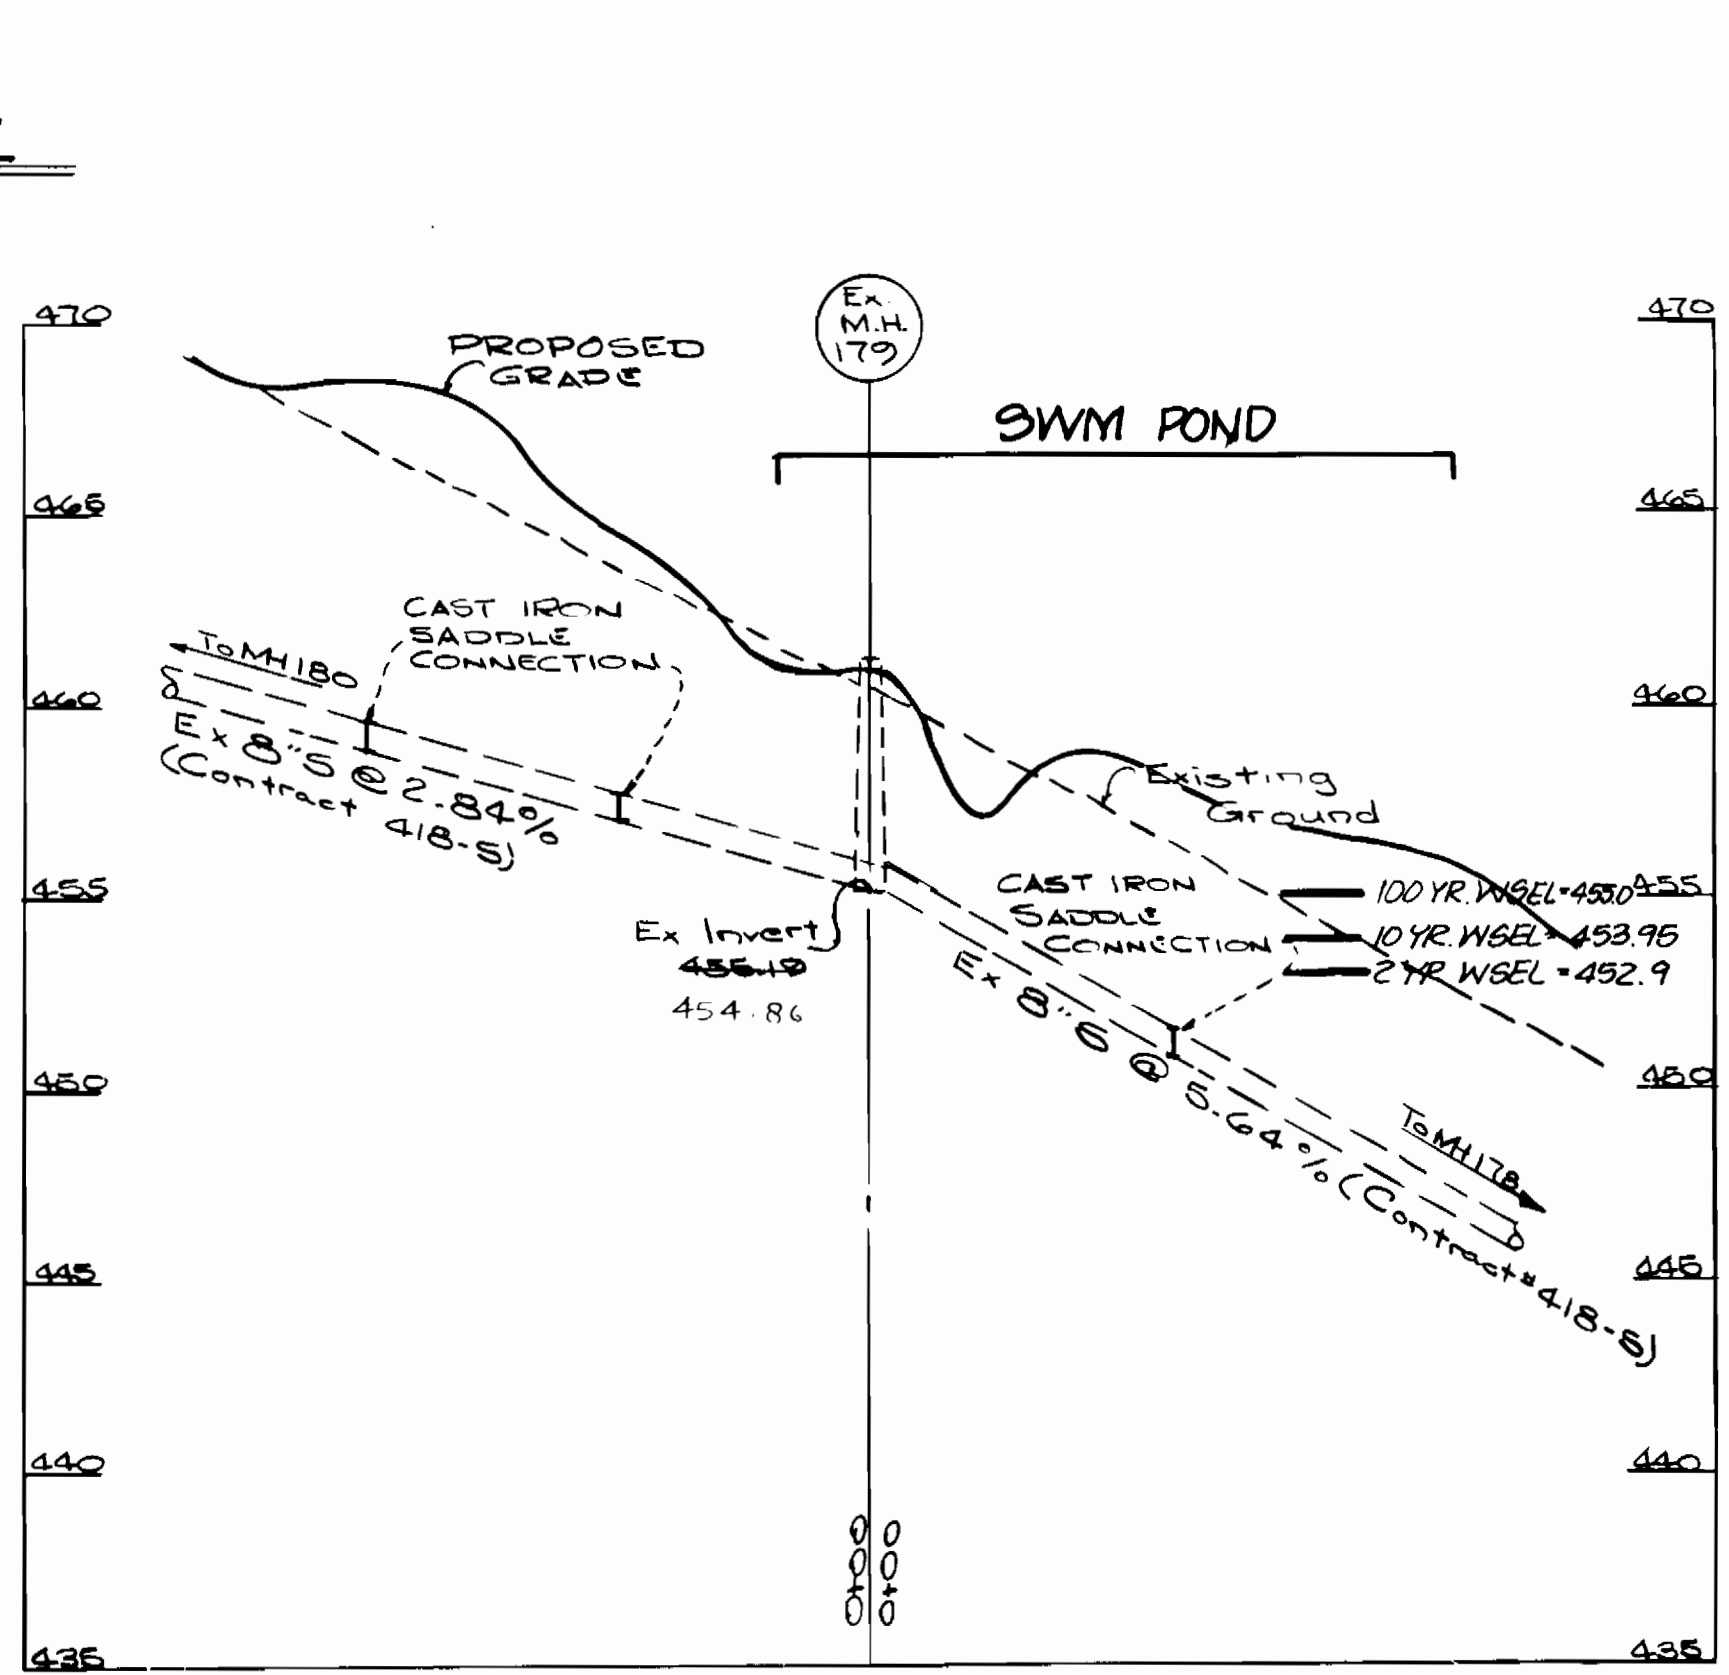 470
470
Ex.
M.H.
179
PROPOSED
GRADE
SWM POND
465
465
CAST IRON
SADDLE
CONNECTION
To MH 180
460
460
Ex 8"S @ 2.84%
(Contract 418-S)
Existing
Ground
455
CAST IRON
SADDLE
CONNECTION
100 YR. WSEL=455.0
455
10 YR. WSEL= 453.95
2 YR. WSEL = 452.9
Ex Invert
454.86
Ex 8"S @ 5.64% (Contract # 418-S)
450
450
To MH 178
445
445
440
440
0+00.00
0+00.00
435
435